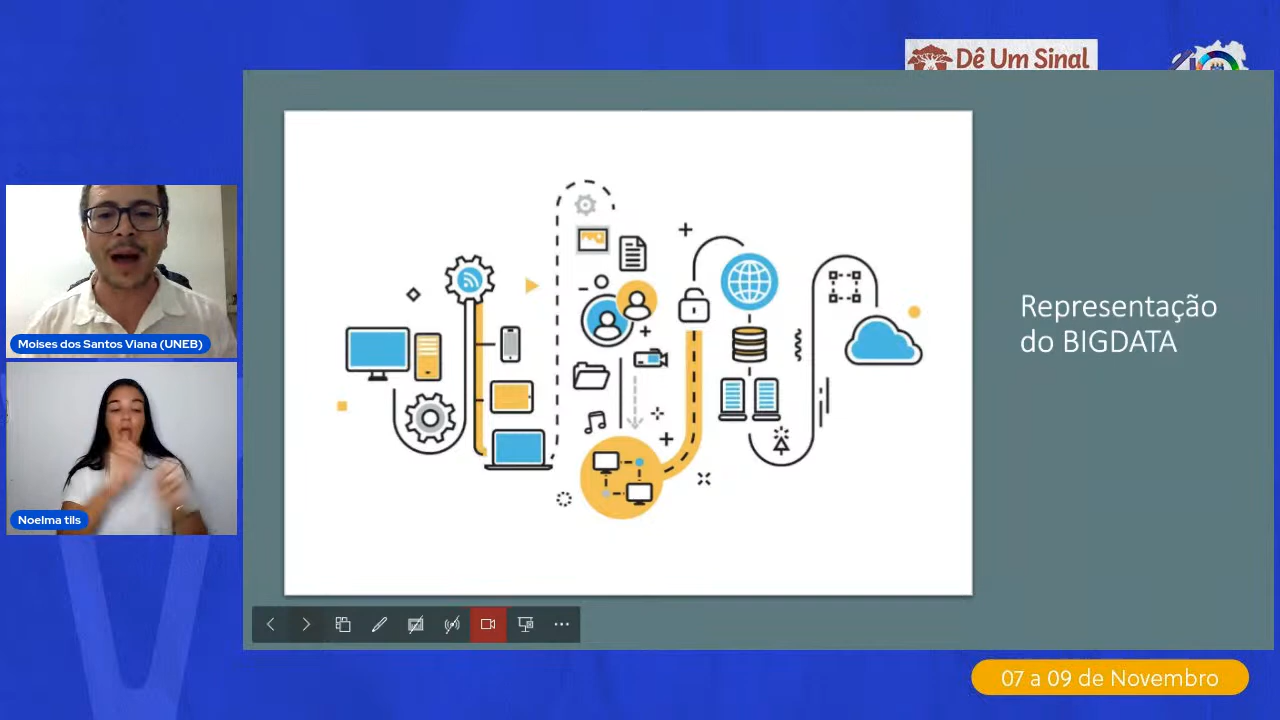 Dê Um Sinal
Moises dos Santos Viana (UNEB)
Noelma tils
Representação
do BIGDATA
07 a 09 de Novembro